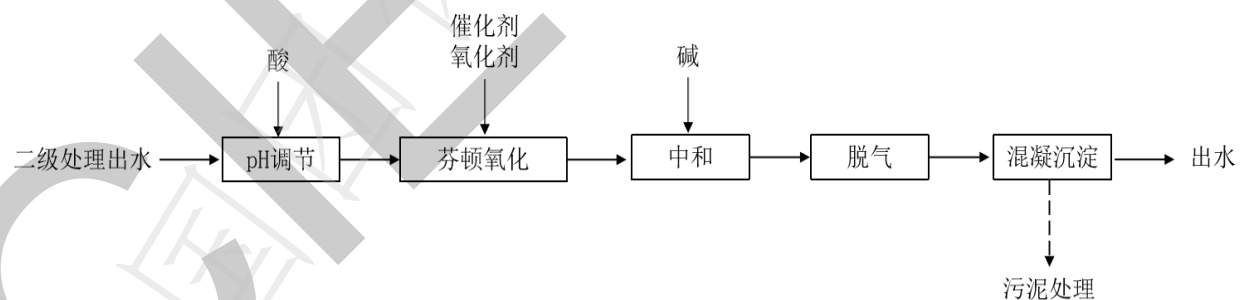 催化剂
氧化剂
酸
碱
二级处理出水
pH调节
芬顿氧化
中和
脱气
混凝沉淀
出水
污泥处理